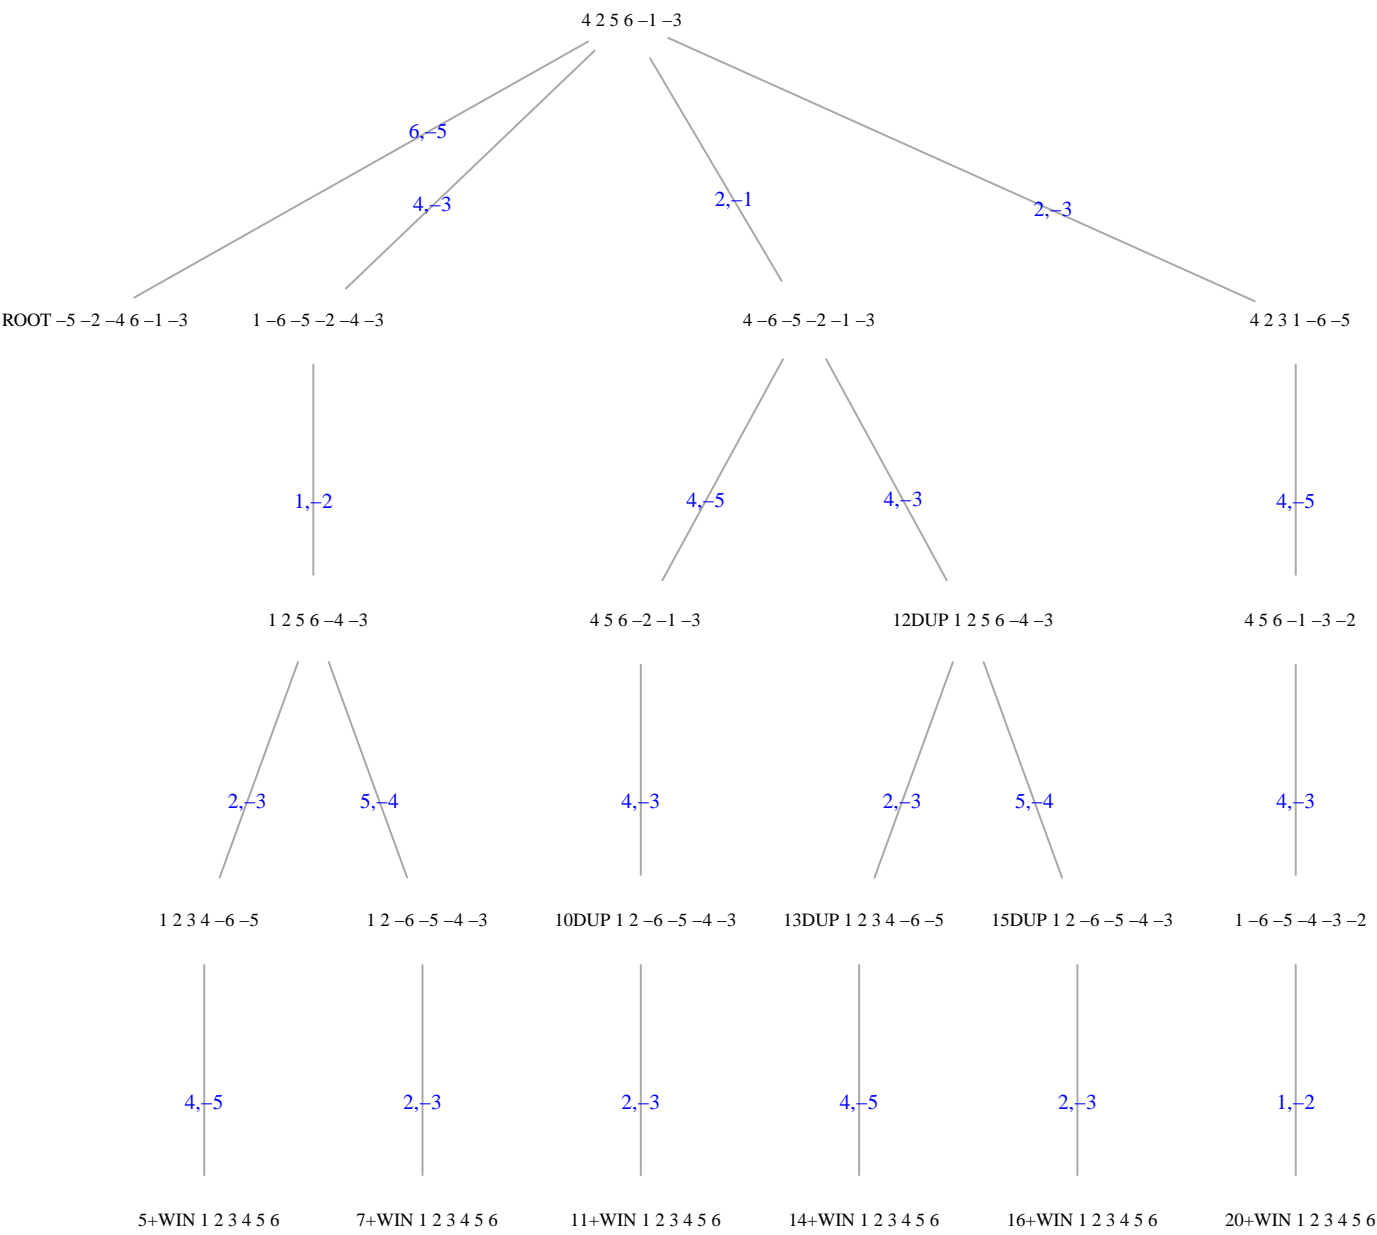 4 2 5 6 –1 –3
6,–5
4,–3
2,–1
2,–3
ROOT –5 –2 –4 6 –1 –3
1 –6 –5 –2 –4 –3
4 –6 –5 –2 –1 –3
4 2 3 1 –6 –5
1,–2
4,–5
4,–3
4,–5
1 2 5 6 –4 –3
4 5 6 –2 –1 –3
12DUP 1 2 5 6 –4 –3
4 5 6 –1 –3 –2
2,–3
5,–4
4,–3
2,–3
5,–4
4,–3
1 2 3 4 –6 –5
1 2 –6 –5 –4 –3
10DUP 1 2 –6 –5 –4 –3
13DUP 1 2 3 4 –6 –5
15DUP 1 2 –6 –5 –4 –3
1 –6 –5 –4 –3 –2
4,–5
2,–3
2,–3
4,–5
2,–3
1,–2
5+WIN 1 2 3 4 5 6
7+WIN 1 2 3 4 5 6
11+WIN 1 2 3 4 5 6
14+WIN 1 2 3 4 5 6
16+WIN 1 2 3 4 5 6
20+WIN 1 2 3 4 5 6